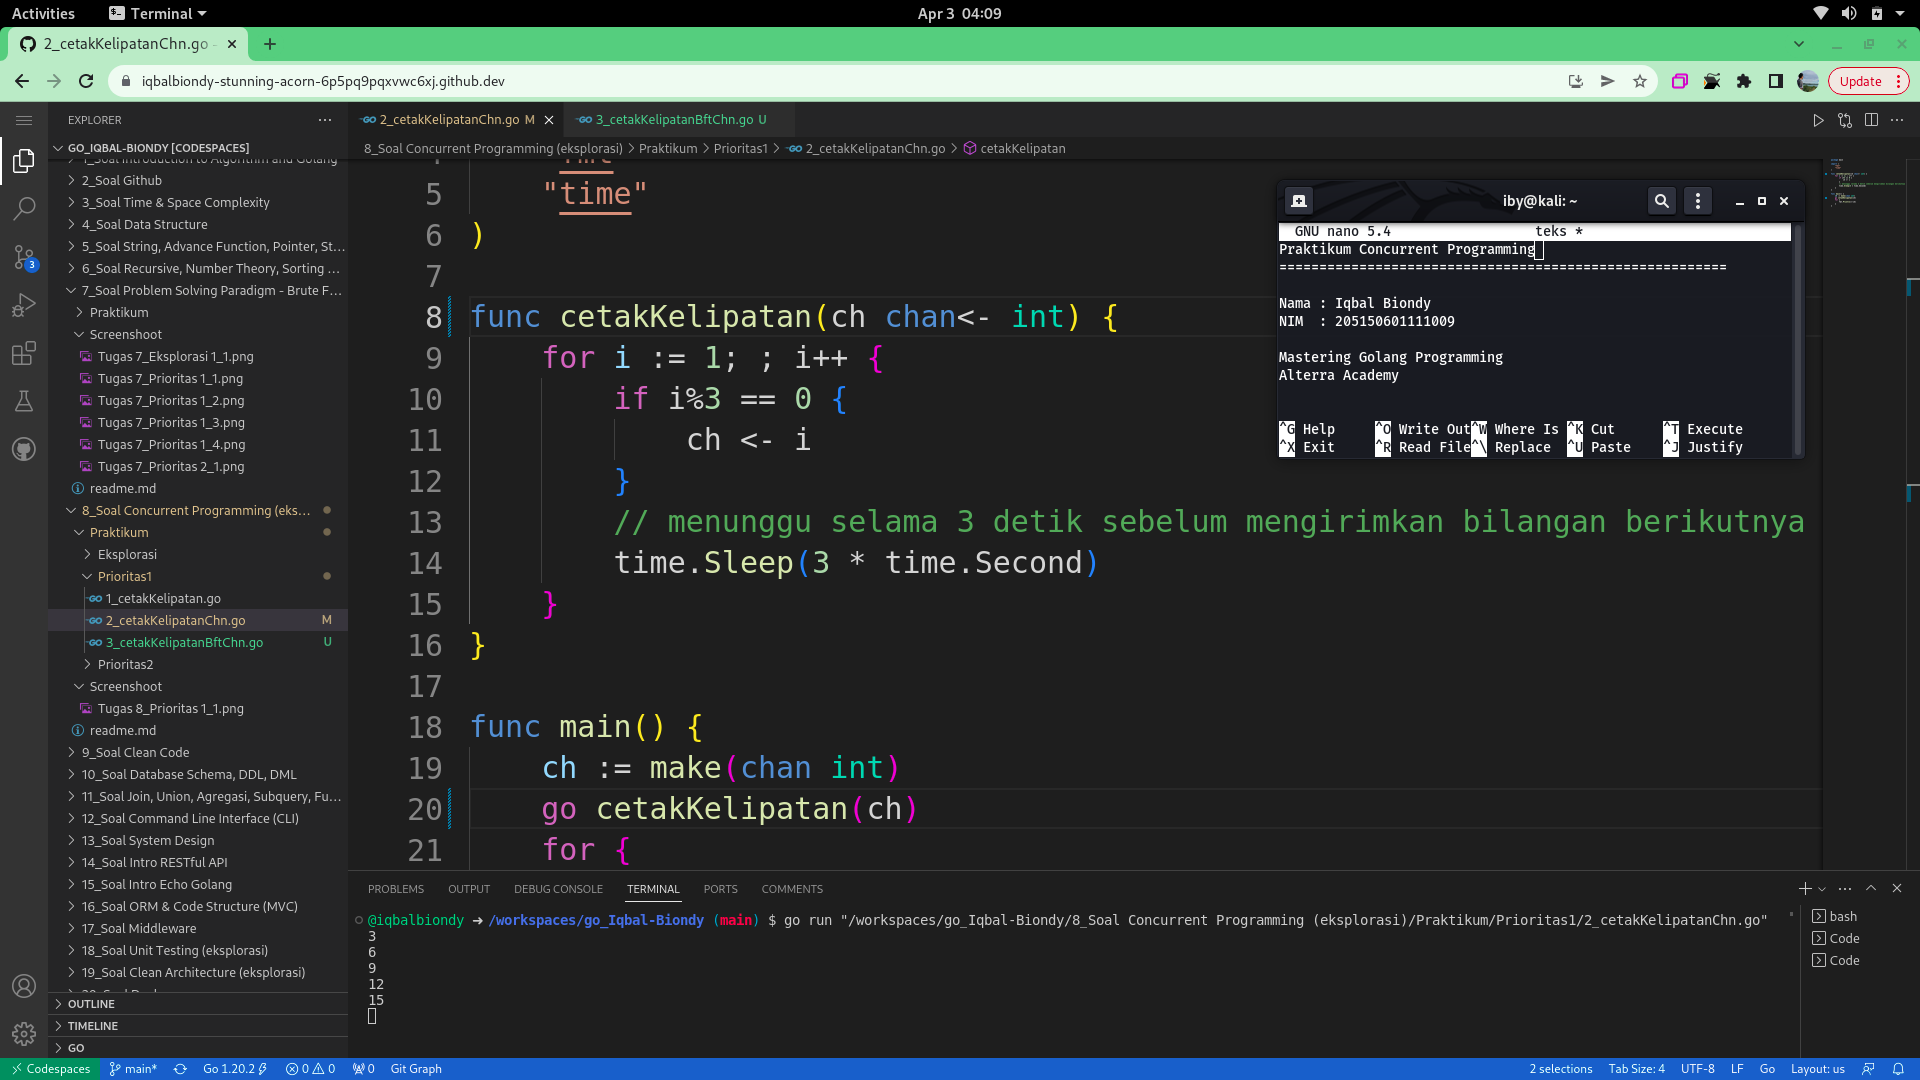 Activities
Terminal
Apr 3 04:09
2_cetakKelipatanChn.go -
iqbalbiondy-stunning-acorn-6p5pq9pqxvwc6xj.github.dev
Update
EXPLORER
GO_IQBAL-BIONDY [CODESPACES]
1_Soal Introduction to Algorithm and Golang
2_Soal Github
3_Soal Time & Space Complexity
4_Soal Data Structure
5_Soal String, Advance Function, Pointer, St...
6_Soal Recursive, Number Theory, Sorting ...
7_Soal Problem Solving Paradigm - Brute F...
Praktikum
Screenshoot
Tugas 7_Eksplorasi 1_1.png
Tugas 7_Prioritas 1_1.png
Tugas 7_Prioritas 1_2.png
Tugas 7_Prioritas 1_3.png
Tugas 7_Prioritas 1_4.png
Tugas 7_Prioritas 2_1.png
readme.md
8_Soal Concurrent Programming (eks...
Praktikum
Eksplorasi
Prioritas1
1_cetakKelipatan.go
2_cetakKelipatanChn.go M
3_cetakKelipatanBftChn.go U
Prioritas2
Screenshoot
Tugas 8_Prioritas 1_1.png
readme.md
9_Soal Clean Code
10_Soal Database Schema, DDL, DML
11_Soal Join, Union, Agregasi, Subquery, Fu...
12_Soal Command Line Interface (CLI)
13_Soal System Design
14_Soal Intro RESTful API
15_Soal Intro Echo Golang
16_Soal ORM & Code Structure (MVC)
17_Soal Middleware
18_Soal Unit Testing (eksplorasi)
19_Soal Clean Architecture (eksplorasi)
OUTLINE
TIMELINE
GO
3
2_cetakKelipatanChn.go M
3_cetakKelipatanBftChn.go U
8_Soal Concurrent Programming (eksplorasi) > Praktikum > Prioritas1 > 2_cetakKelipatanChn.go > cetakKelipatan
5 "time"
6 )
7
8 func cetakKelipatan(ch chan<- int) {
9 for i := 1; ; i++ {
10 if i%3 == 0 {
11 ch <- i
12 }
13 // menunggu selama 3 detik sebelum mengirimkan bilangan berikutnya
14 time.Sleep(3 * time.Second)
15 }
16 }
17
18 func main() {
19 ch := make(chan int)
20 go cetakKelipatan(ch)
21 for {
iby@kali: ~
GNU nano 5.4 teks *
Praktikum Concurrent Programming
========================================================
Nama : Iqbal Biondy
NIM : 205150601111009
Mastering Golang Programming
Alterra Academy
^G Help ^O Write Out ^W Where Is ^K Cut ^T Execute
^X Exit ^R Read File ^\ Replace ^U Paste ^J Justify
PROBLEMS OUTPUT DEBUG CONSOLE TERMINAL PORTS COMMENTS
@iqbalbiondy ➜ /workspaces/go_Iqbal-Biondy (main) $ go run "/workspaces/go_Iqbal-Biondy/8_Soal Concurrent Programming (eksplorasi)/Praktikum/Prioritas1/2_cetakKelipatanChn.go"
3
6
9
12
15
bash
Code
Code
Codespaces main* Go 1.20.2 0 0 0 Git Graph
2 selections Tab Size: 4 UTF-8 LF Go Layout: us